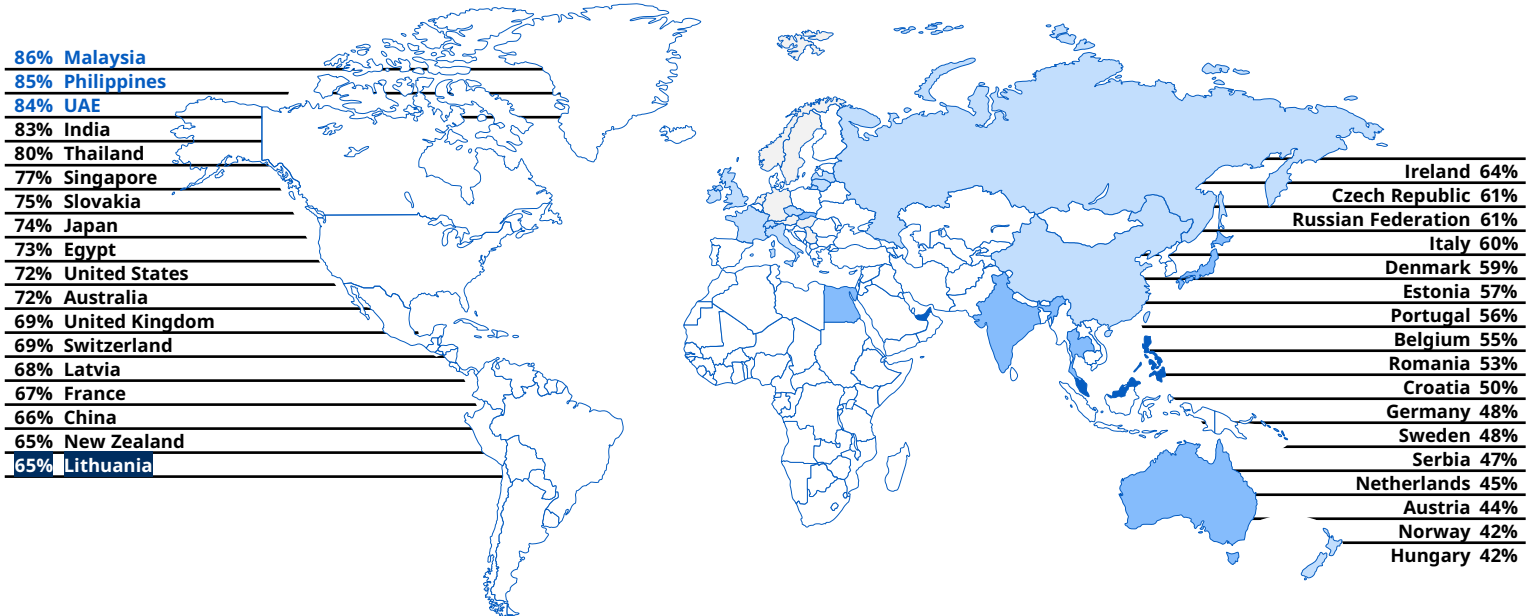 86% Malaysia
85% Philippines
84% UAE
83% India
80% Thailand
77% Singapore
75% Slovakia
74% Japan
73% Egypt
72% United States
72% Australia
69% United Kingdom
69% Switzerland
68% Latvia
67% France
66% China
65% New Zealand
65% Lithuania
Ireland 64%
Czech Republic 61%
Russian Federation 61%
Italy 60%
Denmark 59%
Estonia 57%
Portugal 56%
Belgium 55%
Romania 53%
Croatia 50%
Germany 48%
Sweden 48%
Serbia 47%
Netherlands 45%
Austria 44%
Norway 42%
Hungary 42%